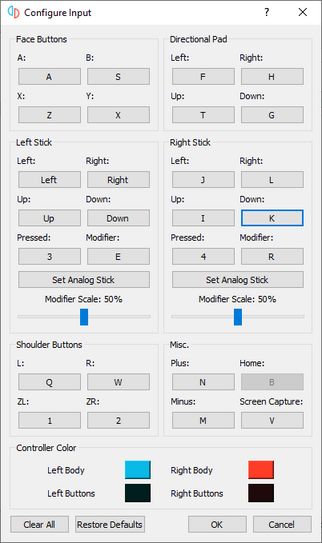 Configure Input
Face Buttons
A: B:
A S
X: Y:
Z X
Directional Pad
Left: Right:
F H
Up: Down:
T G
Left Stick
Left: Right:
Left Right
Up: Down:
Up Down
Pressed: Modifier:
3 E
Set Analog Stick
Modifier Scale: 50%
Right Stick
Left: Right:
J L
Up: Down:
I K
Pressed: Modifier:
4 R
Set Analog Stick
Modifier Scale: 50%
Shoulder Buttons
L: R:
Q W
ZL: ZR:
1 2
Misc.
Plus: Home:
N B
Minus: Screen Capture:
M V
Controller Color
Left Body Right Body
Left Buttons Right Buttons
Clear All Restore Defaults OK Cancel